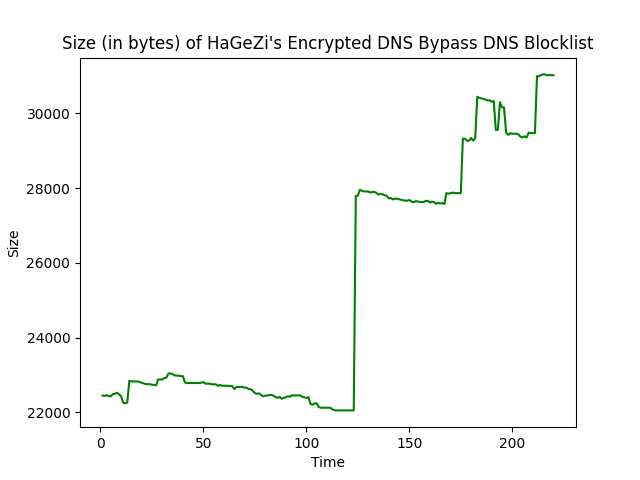 Size (in bytes) of HaGeZi's Encrypted DNS Bypass DNS Blocklist
30000
28000
26000
24000
22000
Size
0 50 100 150 200
Time